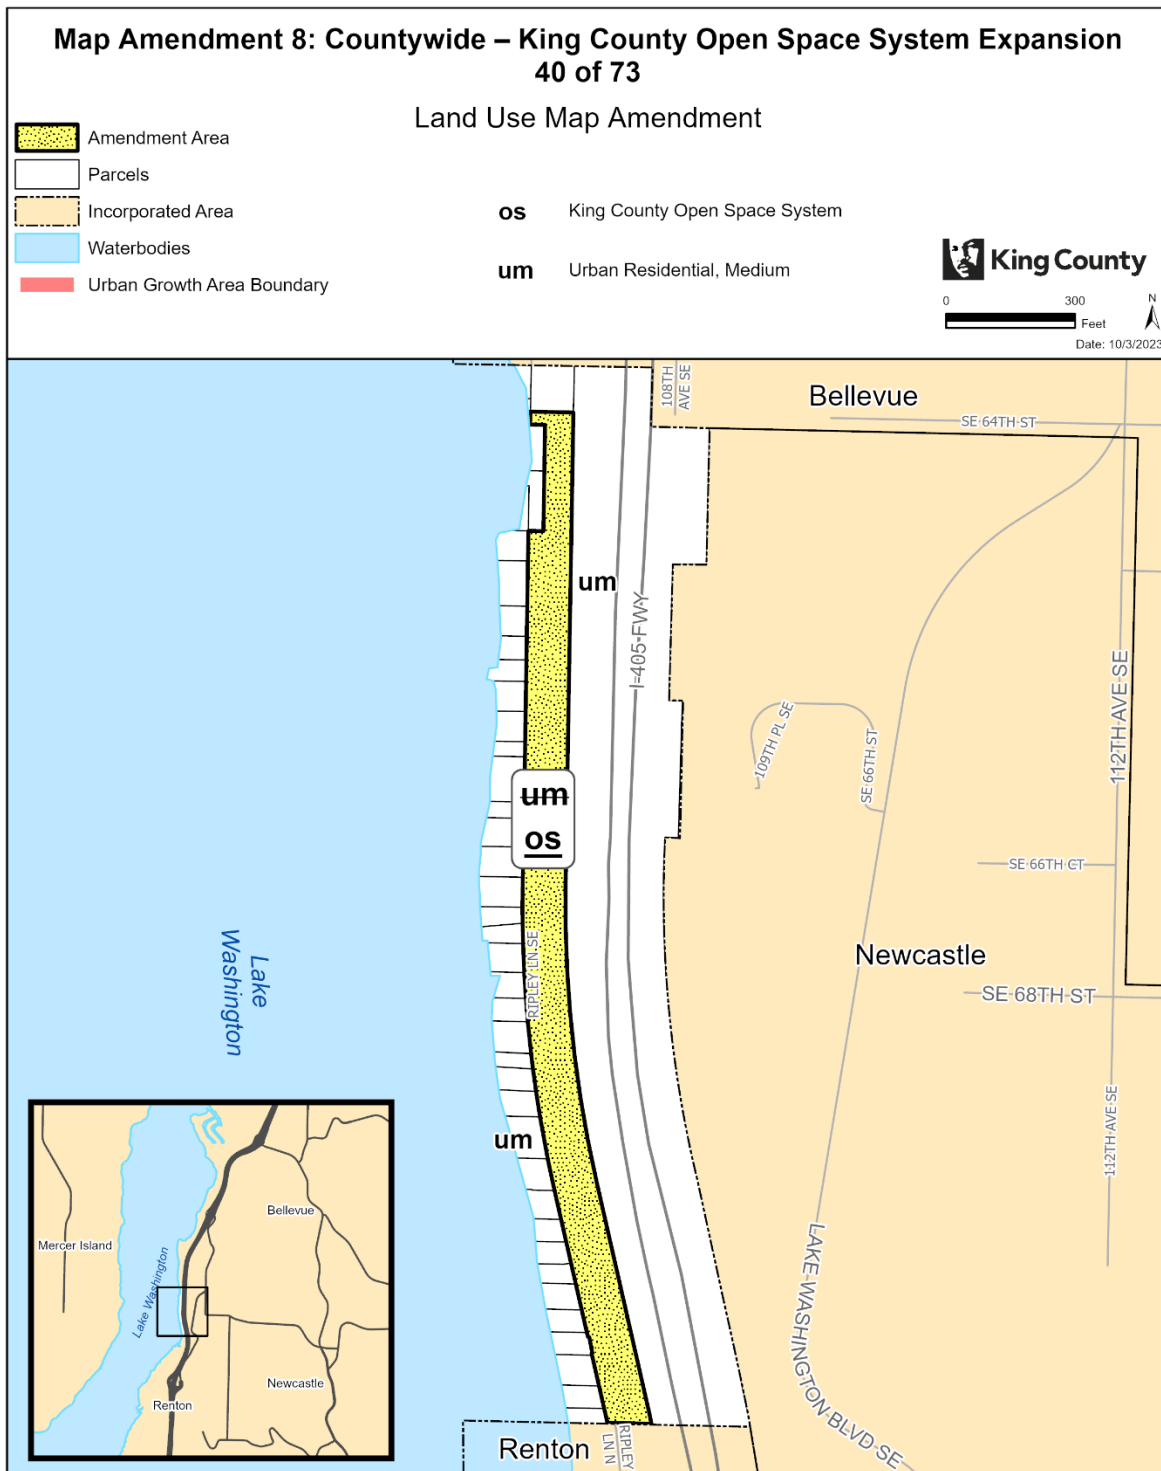 Map Amendment 8: Countywide – King County Open Space System Expansion
40 of 73
Land Use Map Amendment
Amendment Area
Parcels
Incorporated Area
Waterbodies
Urban Growth Area Boundary
os King County Open Space System
um Urban Residential, Medium
King County
0 300
Feet
N
Date: 10/3/2023
108TH
AVE SE
Bellevue
SE 64TH ST
um
I-405 FWY
112TH AVE SE
109TH PL SE
SE 66TH ST
um
os
SE 66TH CT
Lake
Washington
RIPLEY LN SE
Newcastle
SE 68TH ST
um
112TH AVE SE
LAKE WASHINGTON BLVD SE
Renton
RIPLEY
LN N
Bellevue
Mercer Island
Lake Washington
Newcastle
Renton